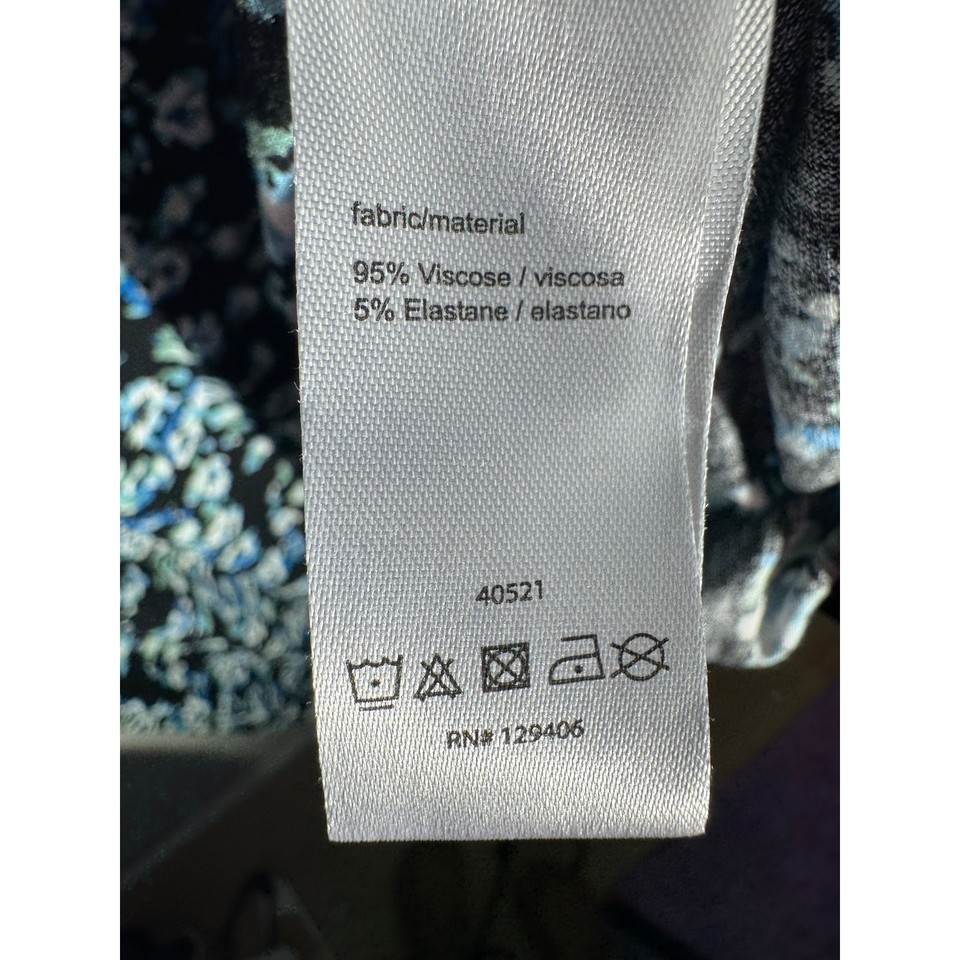 fabric/material
95% Viscose / viscosa
5% Elastane / elastano
40521
RN# 129406